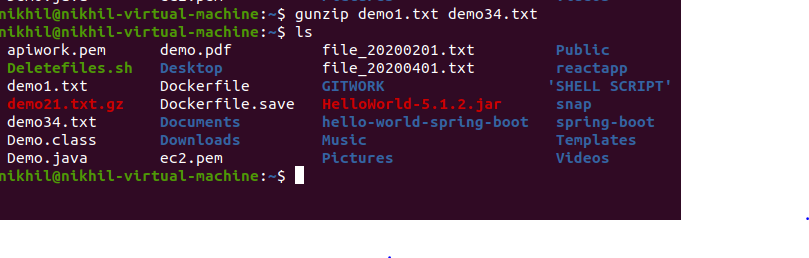 nikhil@nikhil-virtual-machine:~$ gunzip demo1.txt demo34.txt
nikhil@nikhil-virtual-machine:~$ ls
apiwork.pem demo.pdf file_20200201.txt Public
Deletefiles.sh Desktop file_20200401.txt reactapp
demo1.txt Dockerfile GITWORK 'SHELL SCRIPT'
demo21.txt.gz Dockerfile.save HelloWorld-5.1.2.jar snap
demo34.txt Documents hello-world-spring-boot spring-boot
Demo.class Downloads Music Templates
Demo.java ec2.pem Pictures Videos
nikhil@nikhil-virtual-machine:~$